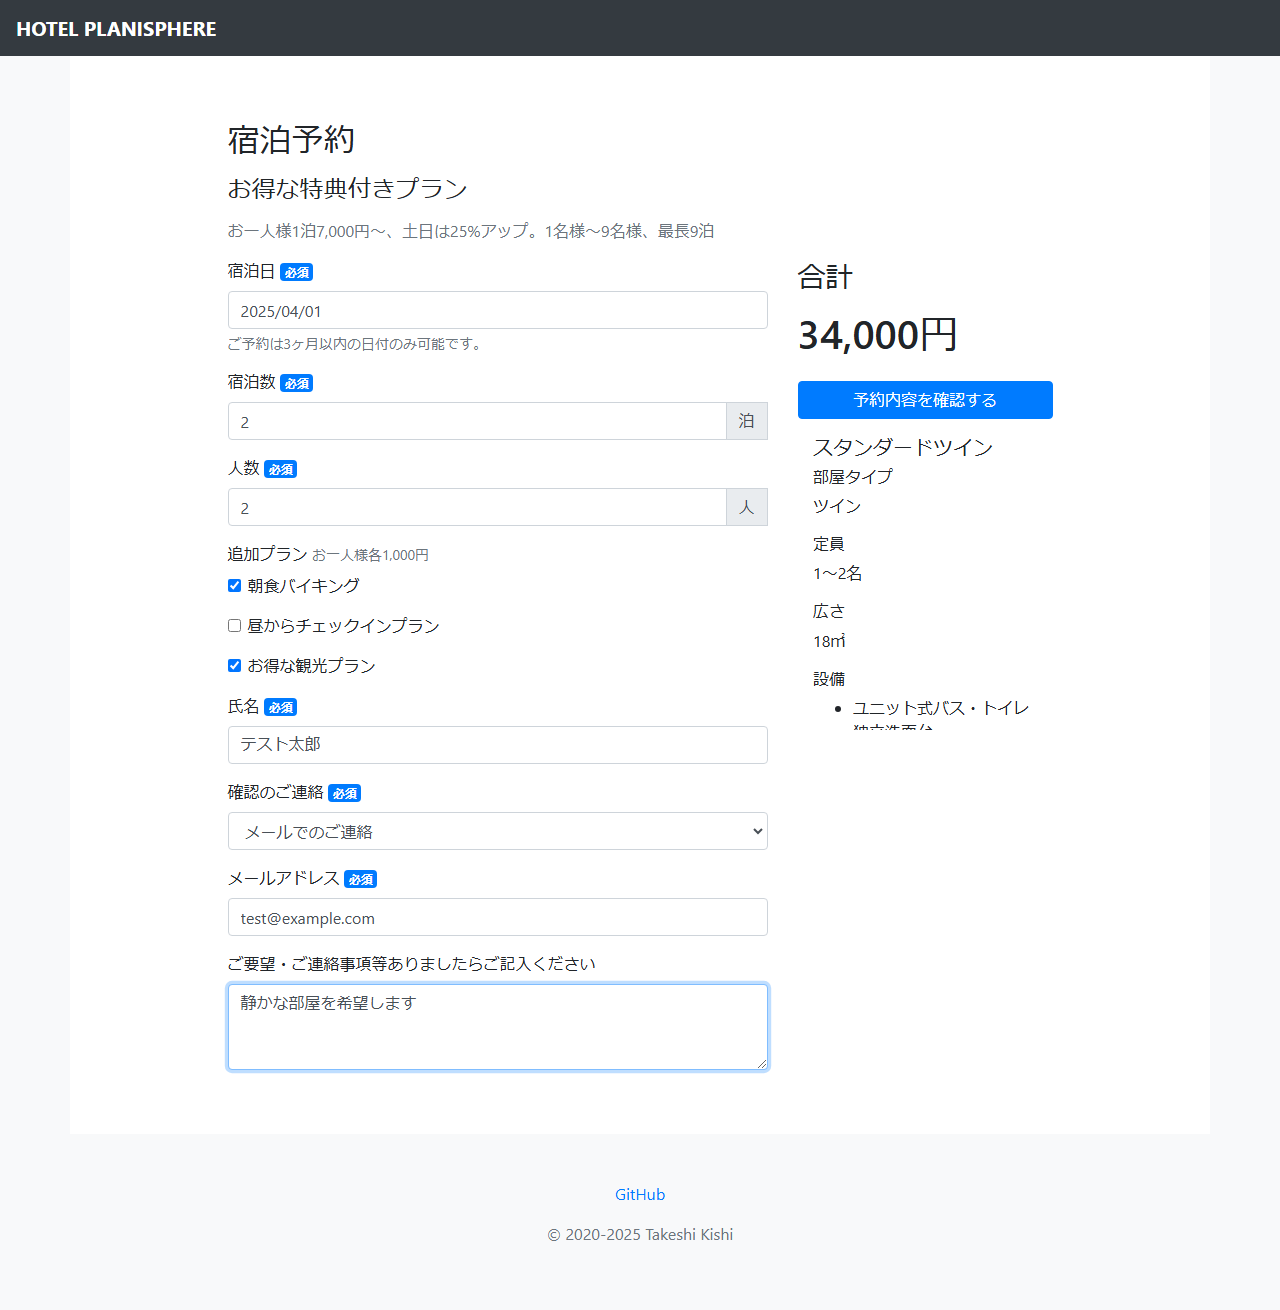 HOTEL PLANISPHERE
宿泊予約
お得な特典付きプラン
お一人様1泊7,000円〜、土日は25%アップ。1名様〜9名様、最長9泊
宿泊日 必須
2025/04/01
ご予約は3ヶ月以内の日付のみ可能です。
宿泊数 必須
2 泊
人数 必須
2 人
追加プラン お一人様各1,000円
朝食バイキング
昼からチェックインプラン
お得な観光プラン
氏名 必須
テスト太郎
確認のご連絡 必須
メールでのご連絡
メールアドレス 必須
test@example.com
ご要望・ご連絡事項等ありましたらご記入ください
静かな部屋を希望します
合計
34,000円
予約内容を確認する
スタンダードツイン
部屋タイプ
ツイン
定員
1〜2名
広さ
18㎡
設備
ユニット式バス・トイレ
独立洗面台
GitHub
© 2020-2025 Takeshi Kishi